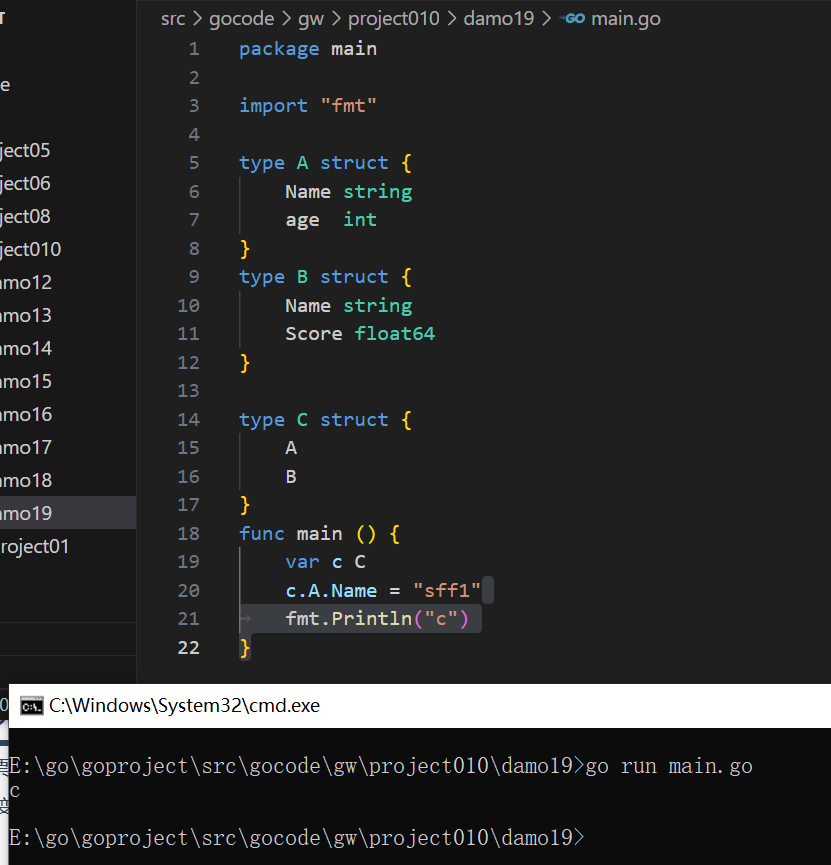 T
src > gocode > gw > project010 > damo19 > GO main.go
e
ject05
ject06
ject08
ject010
amo12
amo13
amo14
amo15
amo16
amo17
amo18
amo19
roject01
1 package main
2
3 import "fmt"
4
5 type A struct {
6     Name string
7     age  int
8 }
9 type B struct {
10     Name string
11     Score float64
12 }
13
14 type C struct {
15     A
16     B
17 }
18 func main () {
19     var c C
20     c.A.Name = "sff1"
21     fmt.Println("c")
22 }
C:\Windows\System32\cmd.exe
E:\go\goproject\src\gocode\gw\project010\damo19>go run main.go
c
E:\go\goproject\src\gocode\gw\project010\damo19>